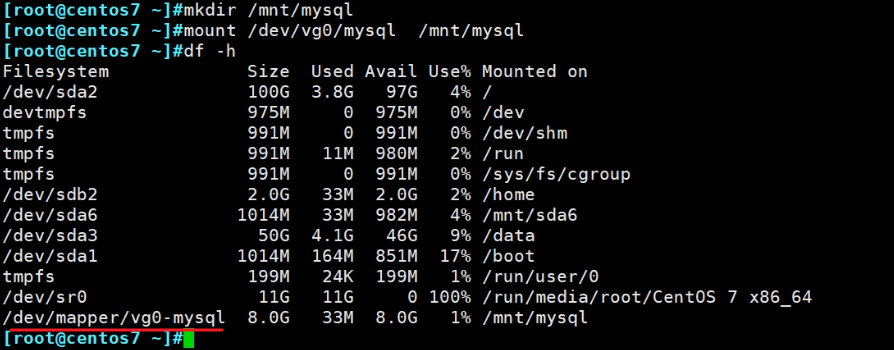 [root@centos7 ~]#mkdir /mnt/mysql
[root@centos7 ~]#mount /dev/vg0/mysql  /mnt/mysql
[root@centos7 ~]#df -h
Filesystem             Size  Used Avail Use% Mounted on
/dev/sda2              100G  3.8G   97G   4% /
devtmpfs               975M     0  975M   0% /dev
tmpfs                  991M     0  991M   0% /dev/shm
tmpfs                  991M   11M  980M   2% /run
tmpfs                  991M     0  991M   0% /sys/fs/cgroup
/dev/sdb2              2.0G   33M  2.0G   2% /home
/dev/sda6             1014M   33M  982M   4% /mnt/sda6
/dev/sda3               50G  4.1G   46G   9% /data
/dev/sda1             1014M  164M  851M  17% /boot
tmpfs                  199M   24K  199M   1% /run/user/0
/dev/sr0                11G   11G     0 100% /run/media/root/CentOS 7 x86_64
/dev/mapper/vg0-mysql  8.0G   33M  8.0G   1% /mnt/mysql
[root@centos7 ~]#